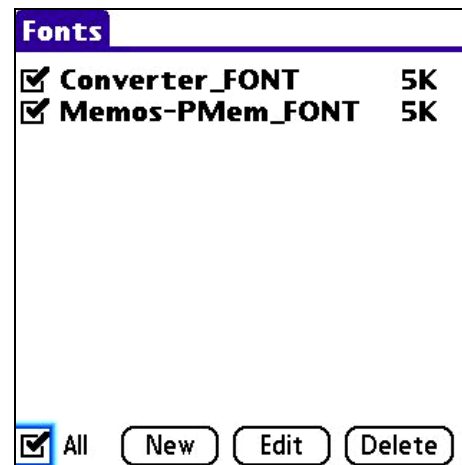 Fonts
Converter_FONT 5K
Memos-PMem_FONT 5K
All New Edit Delete